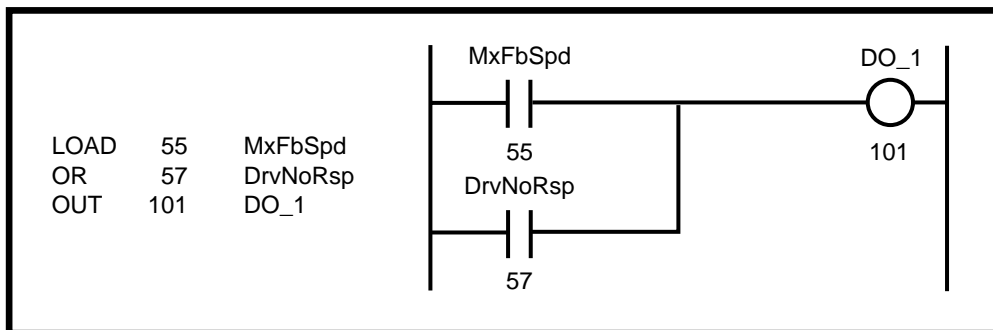 LOAD 55 MxFbSpd
OR 57 DrvNoRsp
OUT 101 DO_1
MxFbSpd
DO_1
55
101
DrvNoRsp
57